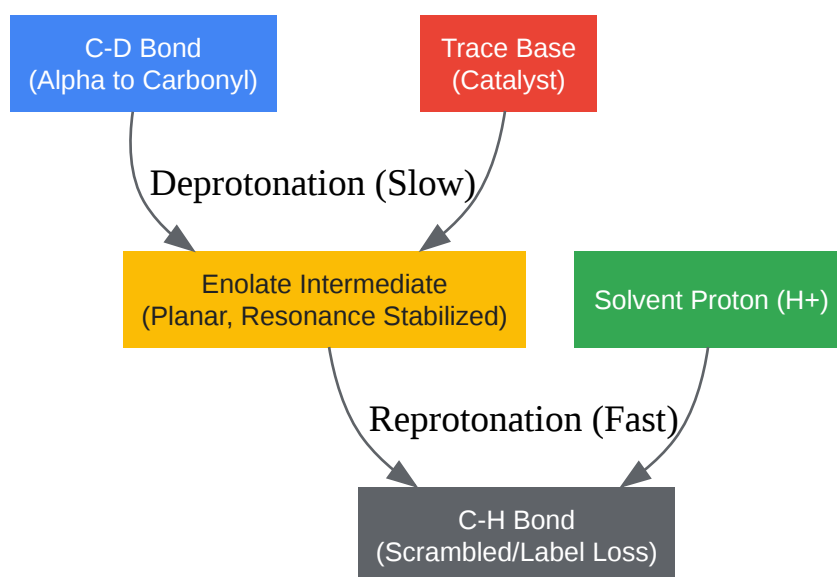 C-D Bond
(Alpha to Carbonyl)
Trace Base
(Catalyst)
Deprotonation (Slow)
Enolate Intermediate
(Planar, Resonance Stabilized)
Solvent Proton (H+)
Reprotonation (Fast)
C-H Bond
(Scrambled/Label Loss)